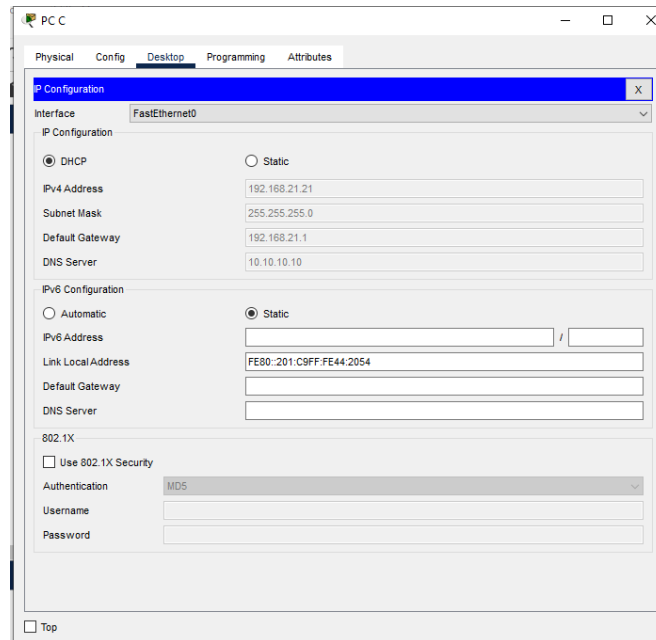 PC C
Physical Config Desktop Programming Attributes
IP Configuration X
Interface FastEthernet0
IP Configuration
DHCP Static
IPv4 Address 192.168.21.21
Subnet Mask 255.255.255.0
Default Gateway 192.168.21.1
DNS Server 10.10.10.10
IPv6 Configuration
Automatic Static
IPv6 Address /
Link Local Address FE80::201:C9FF:FE44:2054
Default Gateway
DNS Server
802.1X
Use 802.1X Security
Authentication MD5
Username
Password
Top